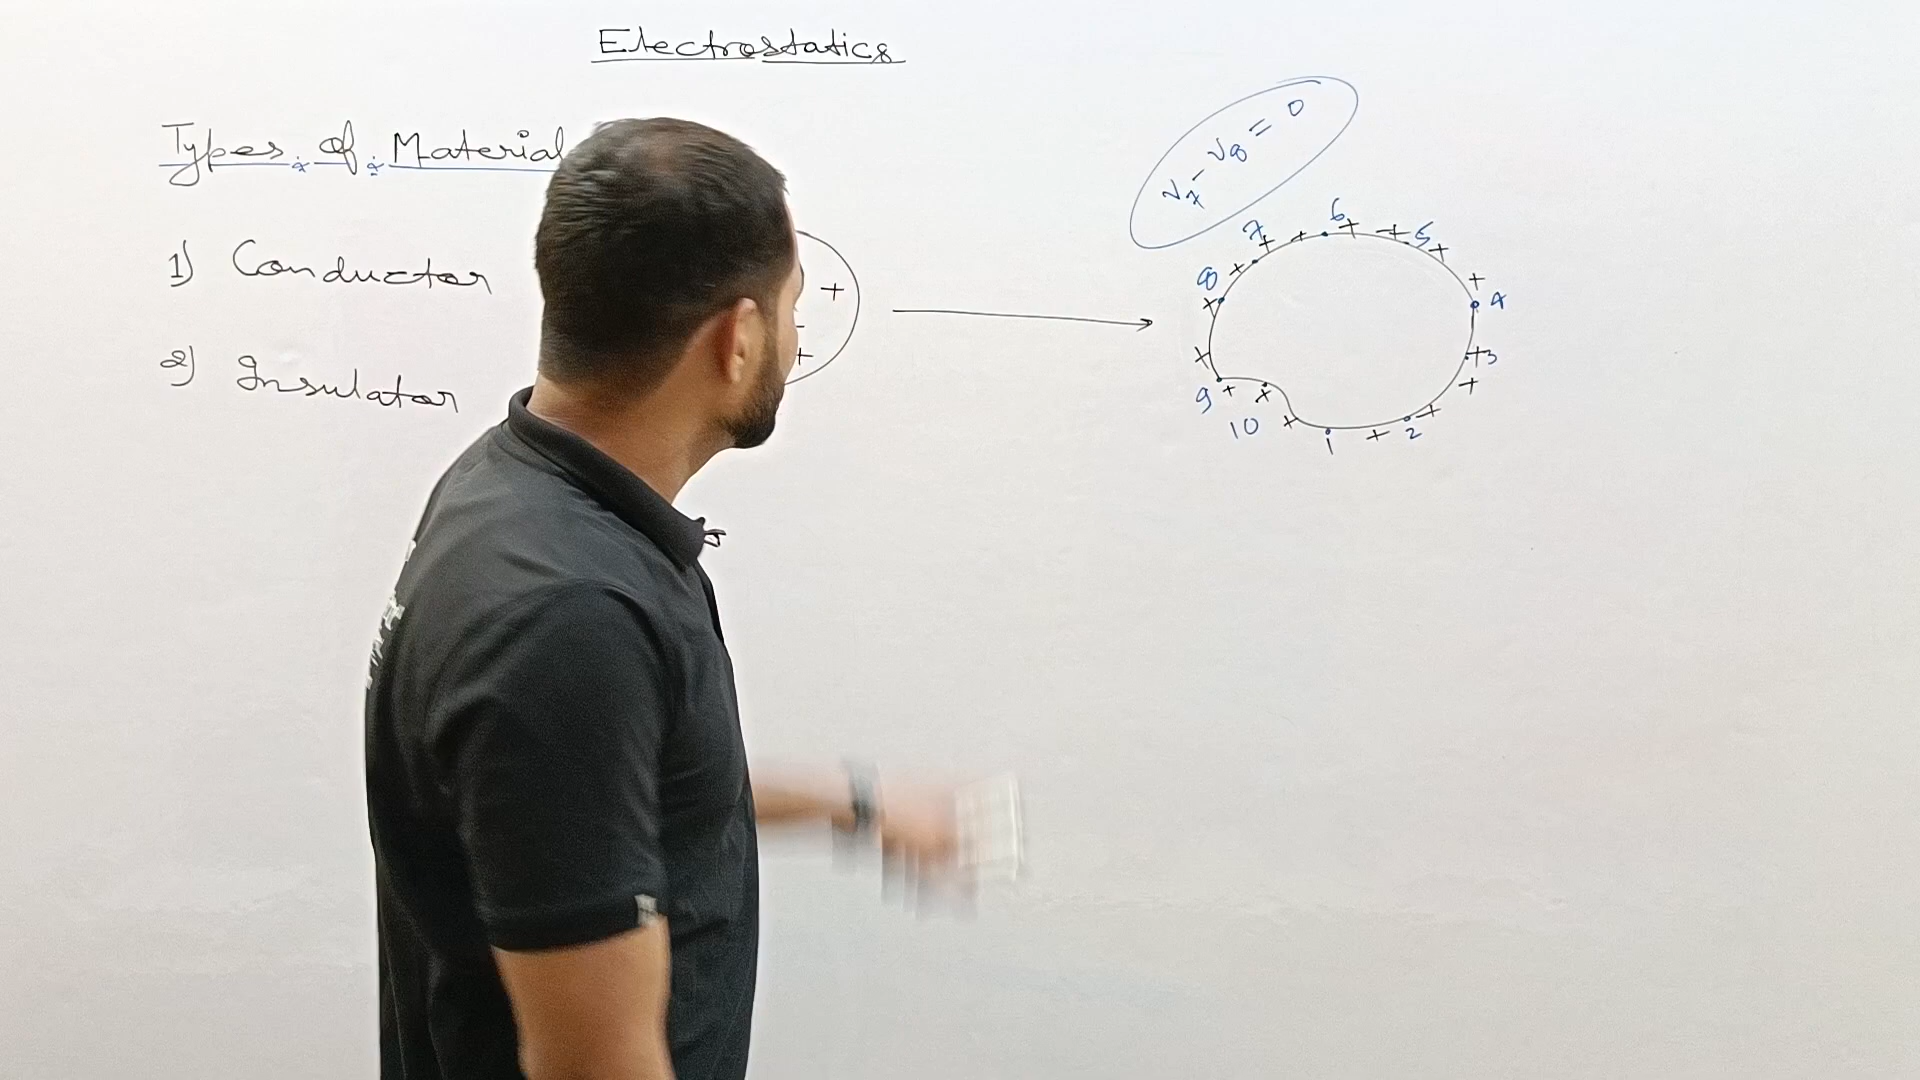 Electrostatics
Types of Material
1) Conductor
2) Insulator
+
+
V7 - V8 = 0
6
7 + + + + 5 +
8 + +
+ + 4
+ + 3
9 + + +
10 + 1 + 2 +